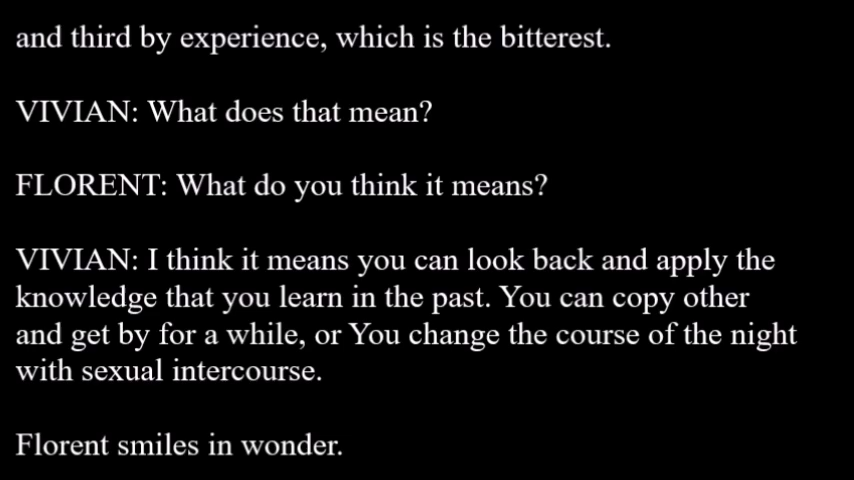 and third by experience, which is the bitterest.
VIVIAN: What does that mean?
FLORENT: What do you think it means?
VIVIAN: I think it means you can look back and apply the
knowledge that you learn in the past. You can copy other
and get by for a while, or You change the course of the night
with sexual intercourse.
Florent smiles in wonder.